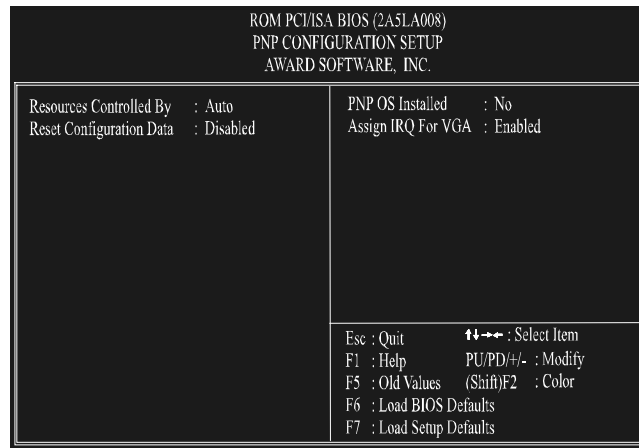 ROM PCI/ISA BIOS (2A5LA008)
PNP CONFIGURATION SETUP
AWARD SOFTWARE, INC.
Resources Controlled By : Auto
Reset Configuration Data : Disabled
PNP OS Installed : No
Assign IRQ For VGA : Enabled
Esc : Quit ↑↓→← : Select Item
F1 : Help PU/PD/+/- : Modify
F5 : Old Values (Shift)F2 : Color
F6 : Load BIOS Defaults
F7 : Load Setup Defaults